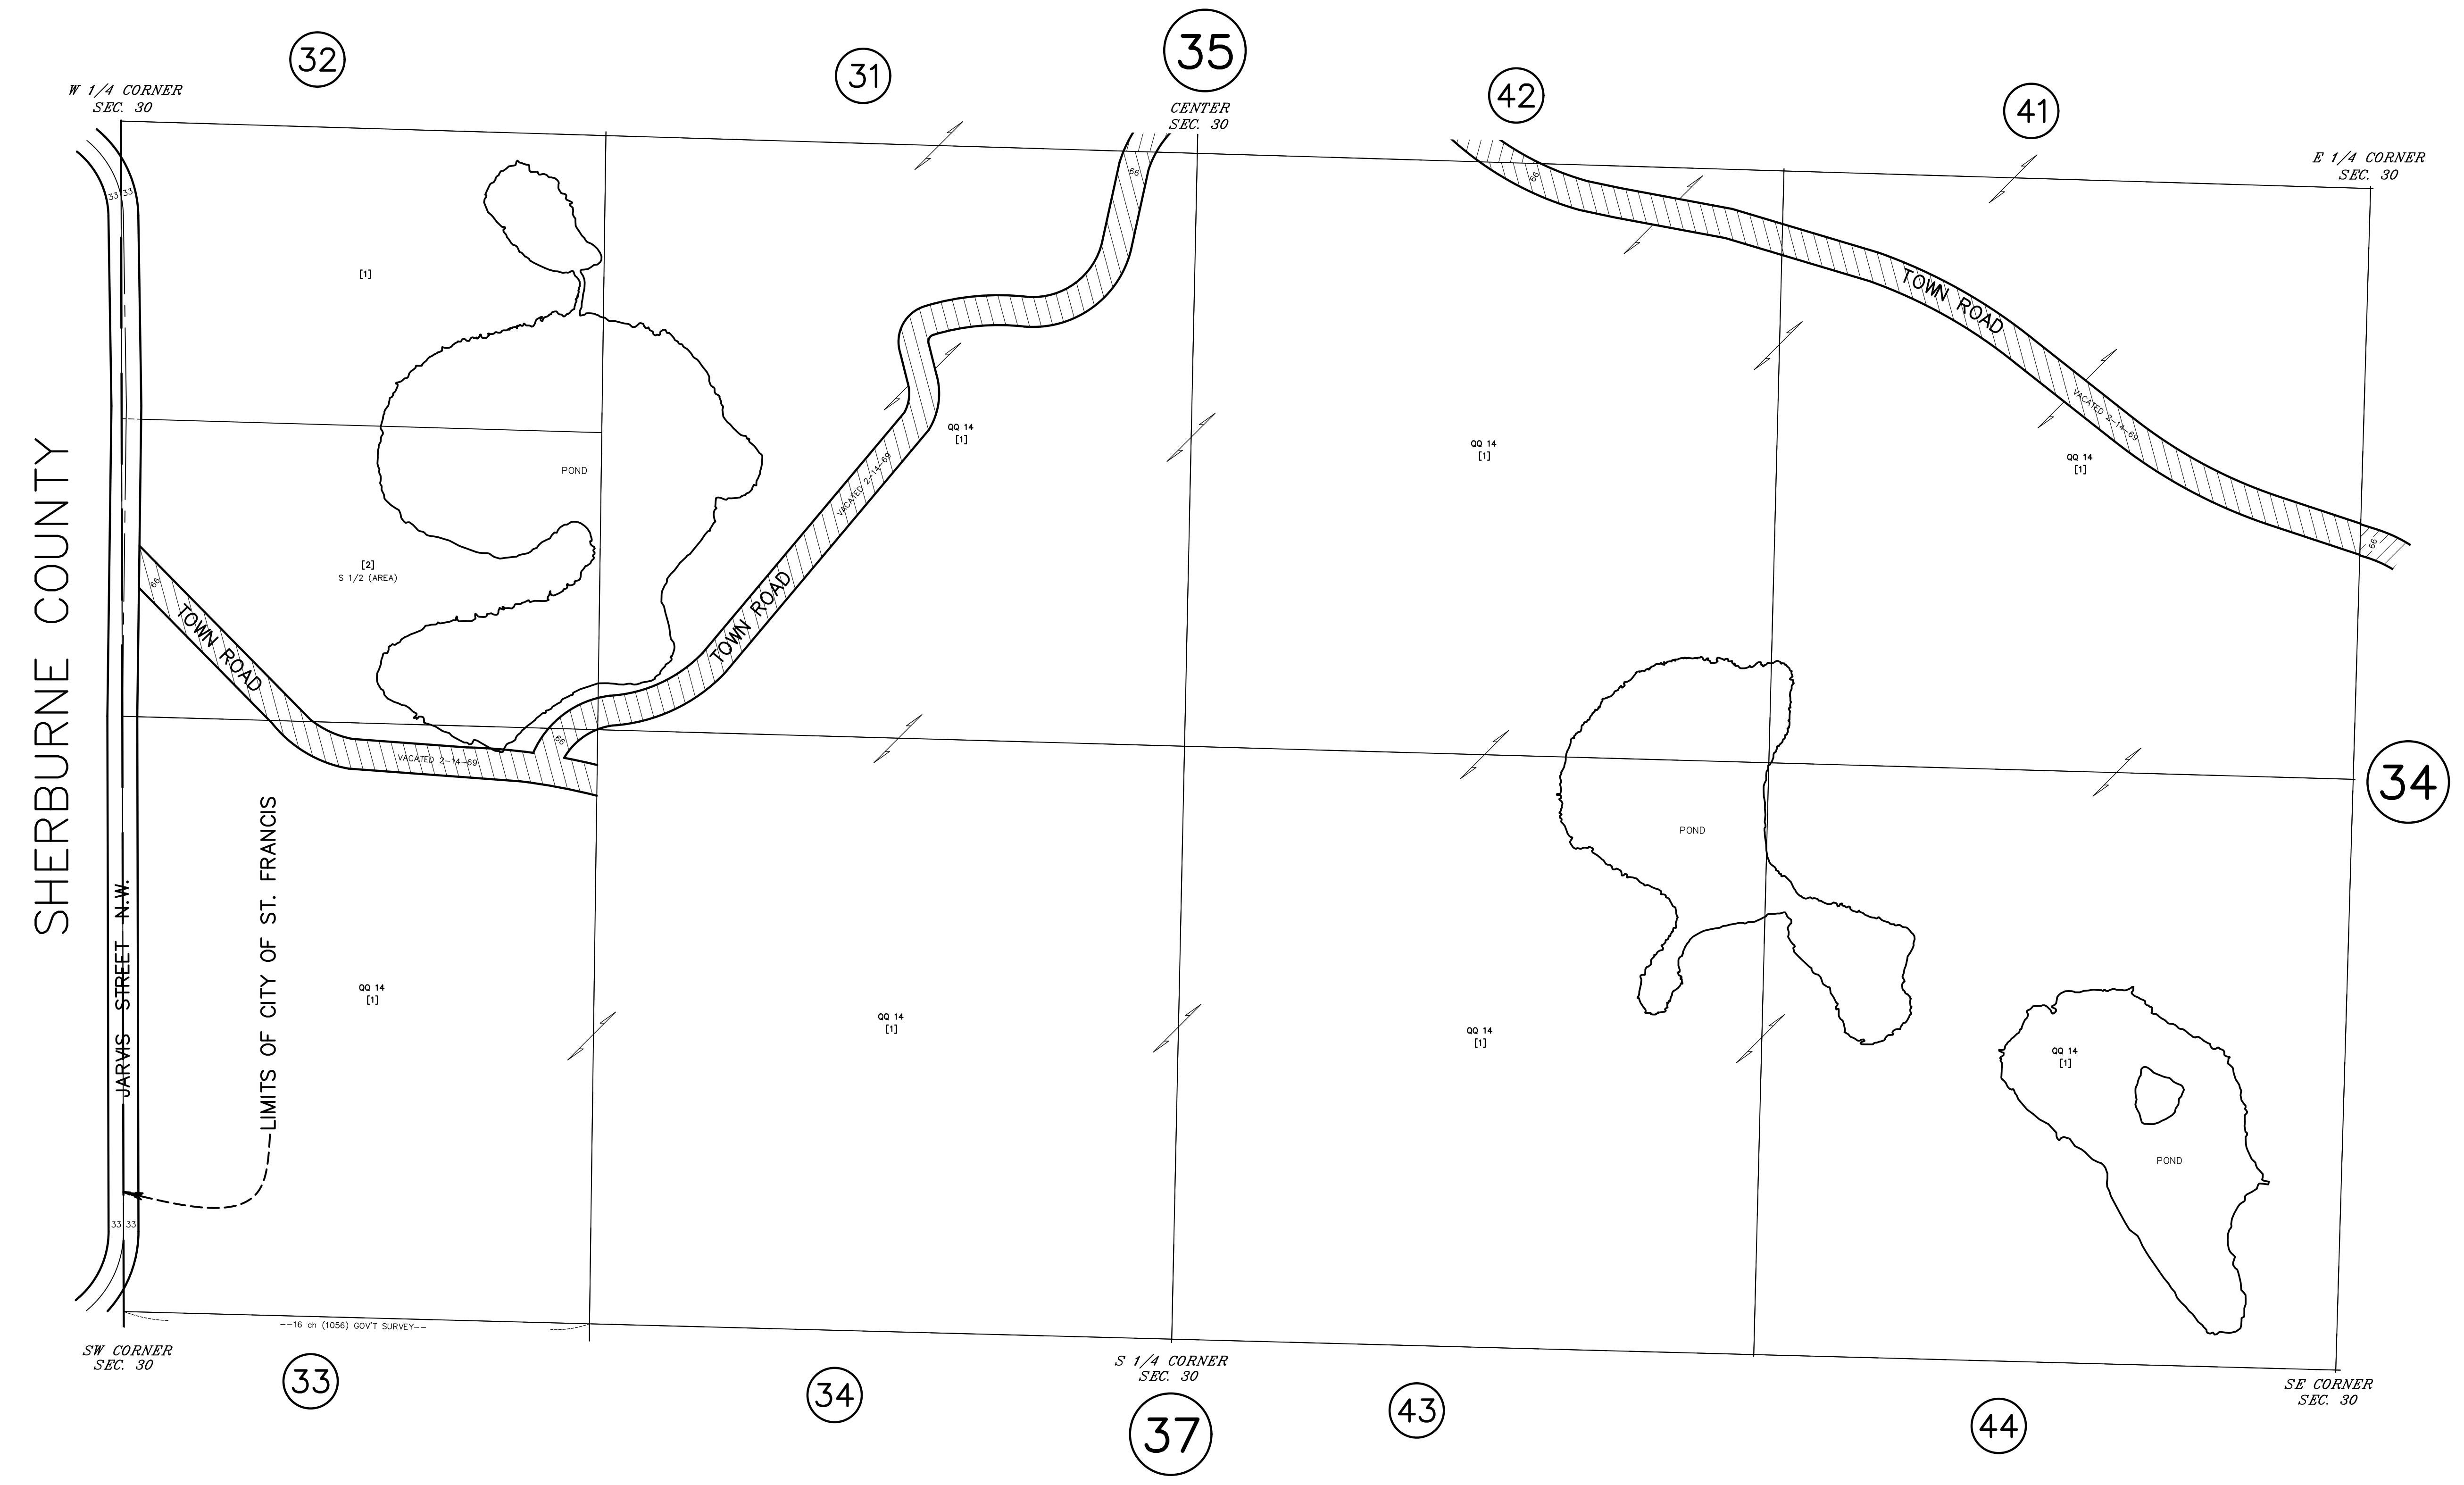 32
31
35
42
41
W 1/4 CORNER
SEC. 30
CENTER
SEC. 30
E 1/4 CORNER
SEC. 30
33
33
66
66
[1]
TOWN ROAD
VACATED 2-14-69
QQ 14
[1]
QQ 14
[1]
QQ 14
[1]
POND
VACATED 2-14-69
66
[2]
S 1/2 (AREA)
66
TOWN ROAD
TOWN ROAD
66
VACATED 2-14-69
SHERBURNE COUNTY
34
POND
LIMITS OF CITY OF ST. FRANCIS
JARVIS STREET N.W.
QQ 14
[1]
QQ 14
[1]
QQ 14
[1]
QQ 14
[1]
POND
33
33
--16 ch (1056) GOV'T SURVEY--
SW CORNER
SEC. 30
S 1/4 CORNER
SEC. 30
SE CORNER
SEC. 30
33
34
37
43
44